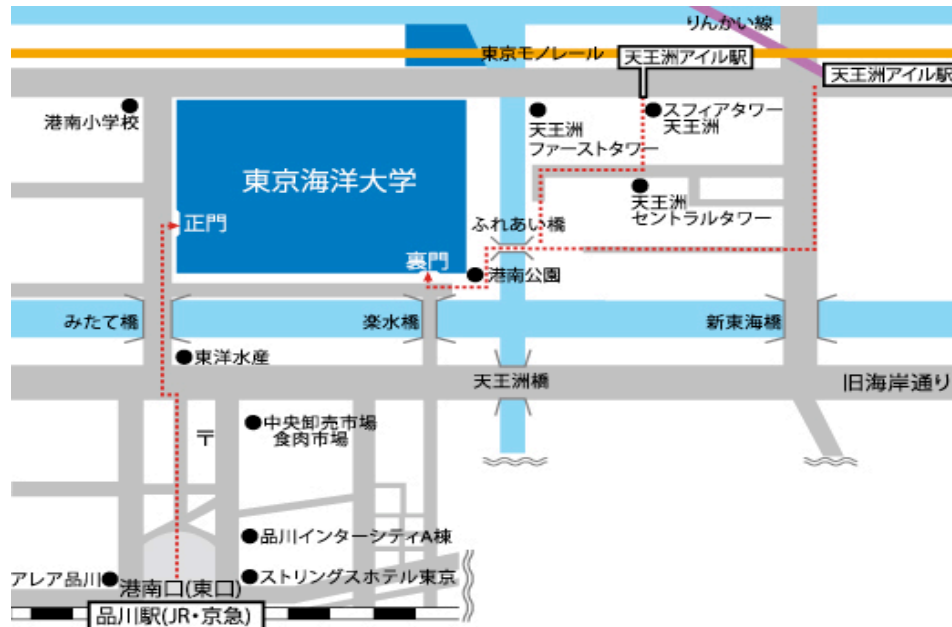 りんかい線
東京モノレール
天王洲アイル駅
天王洲アイル駅
港南小学校
天王洲
ファーストタワー
スフィアタワー
天王洲
東京海洋大学
天王洲
セントラルタワー
正門
ふれあい橋
裏門
港南公園
みたて橋
楽水橋
新東海橋
東洋水産
天王洲橋
旧海岸通り
〒
中央卸売市場
食肉市場
品川インターシティA棟
アレア品川
港南口(東口)
ストリングスホテル東京
品川駅(JR・京急)